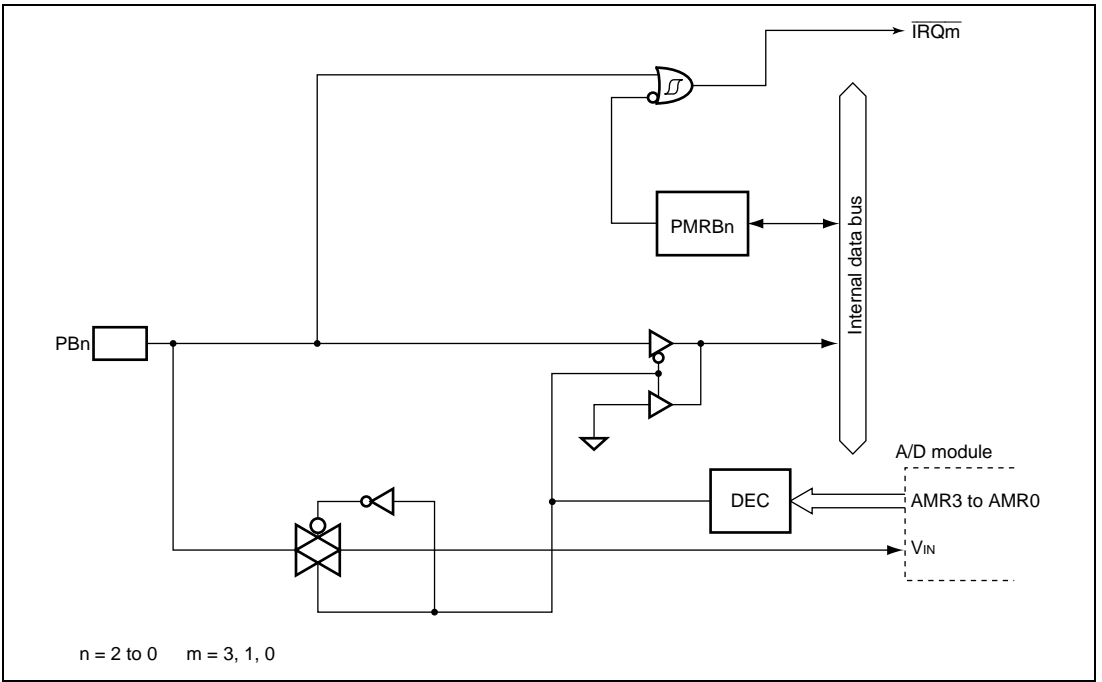 IRQm
PMRBn
Internal data bus
PBn
A/D module
DEC
AMR3 to AMR0
VIN
n = 2 to 0 m = 3, 1, 0